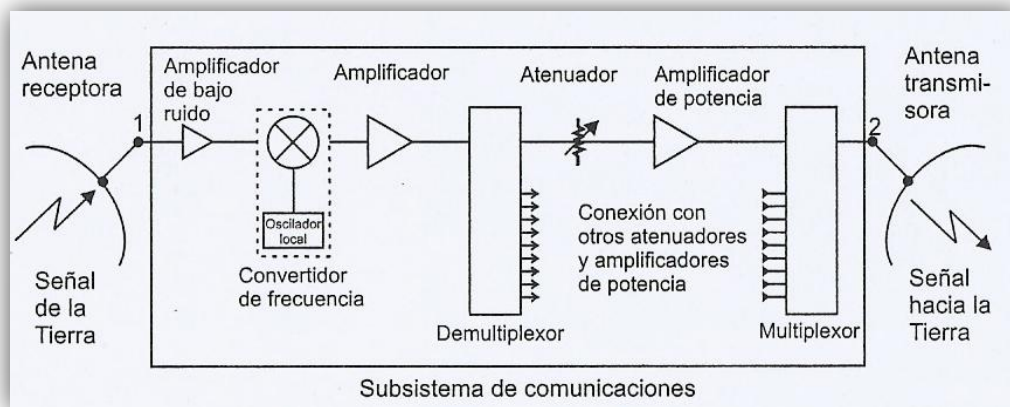 Antena
receptora
1
Amplificador
de bajo
ruido
Oscilador
local
Convertidor
de frecuencia
Amplificador
Demultiplexor
Atenuador
Conexión con
otros atenuadores
y amplificadores
de potencia
Amplificador
de potencia
Multiplexor
2
Antena
transmi-
sora
Señal
de la
Tierra
Señal
hacia la
Tierra
Subsistema de comunicaciones